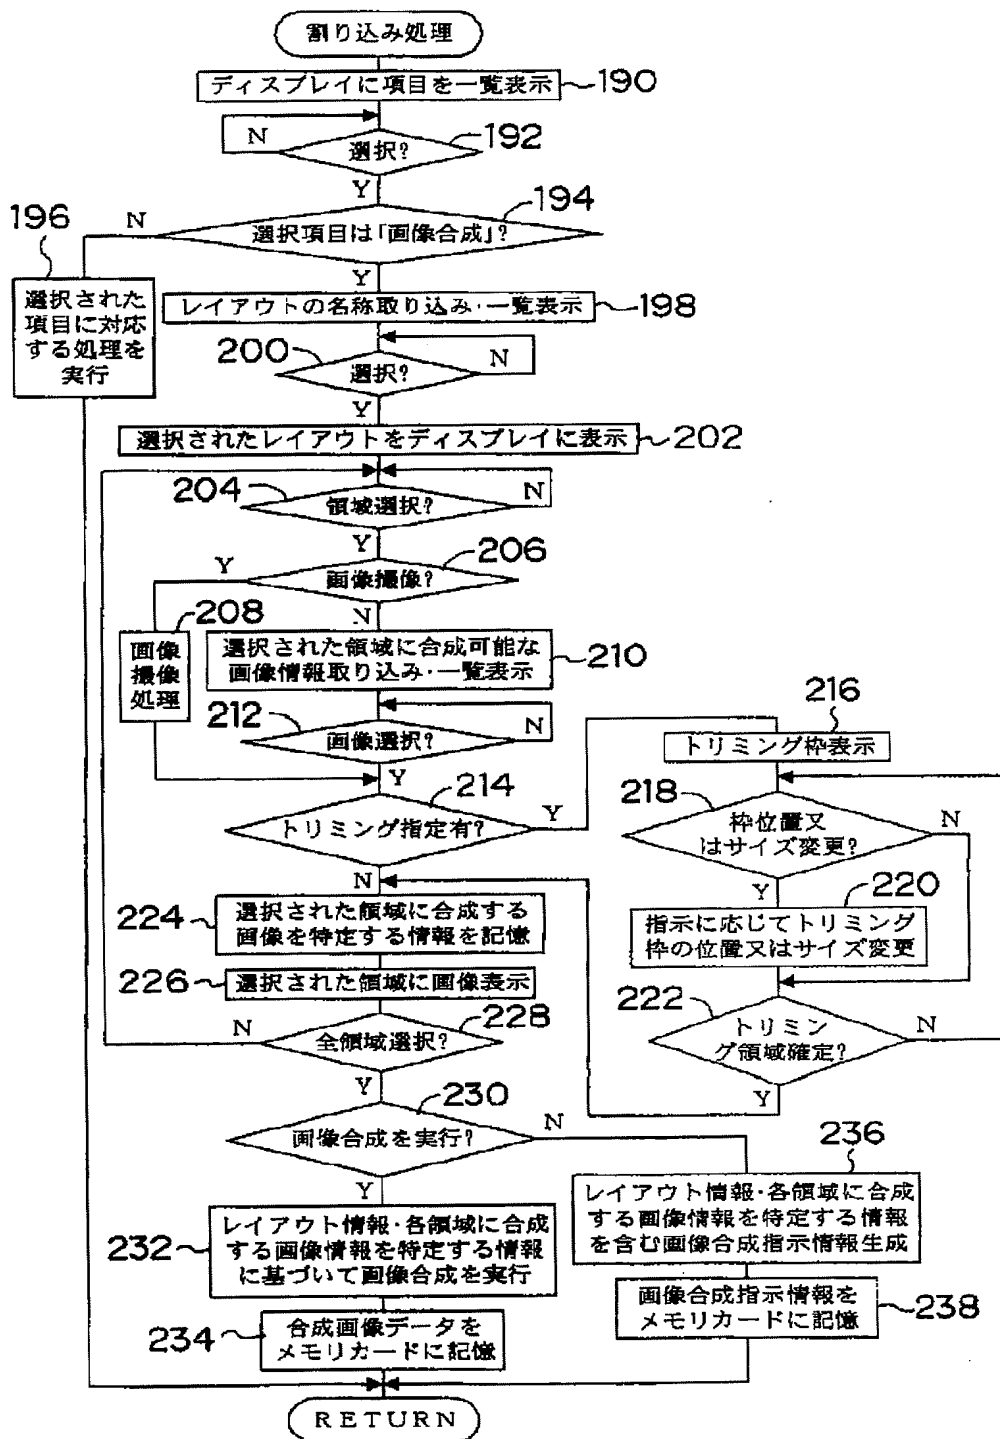 割り込み処理
ディスプレイに項目を一覧表示
190
N
選択?
192
Y
選択項目は「画像合成」?
194
N
196
選択された
項目に対応
する処理を
実行
Y
レイアウトの名称取り込み・一覧表示
198
200
選択?
N
Y
選択されたレイアウトをディスプレイに表示
202
204
領域選択?
N
Y
206
画像撮像?
Y
208
画像
撮像
処理
N
選択された領域に合成可能な
画像情報取り込み・一覧表示
210
212
画像選択?
N
Y
214
トリミング指定有?
Y
216
トリミング枠表示
218
枠位置又
はサイズ変更?
N
Y
220
指示に応じてトリミング
枠の位置又はサイズ変更
222
トリミン
グ領域確定?
N
Y
N
224
選択された領域に合成する
画像を特定する情報を記憶
226
選択された領域に画像表示
228
全領域選択?
N
Y
230
画像合成を実行?
N
Y
232
レイアウト情報・各領域に合成
する画像情報を特定する情報
に基づいて画像合成を実行
234
合成画像データを
メモリカードに記憶
236
レイアウト情報・各領域に合成
する画像情報を特定する情報
を含む画像合成指示情報生成
画像合成指示情報を
メモリカードに記憶
238
RETURN